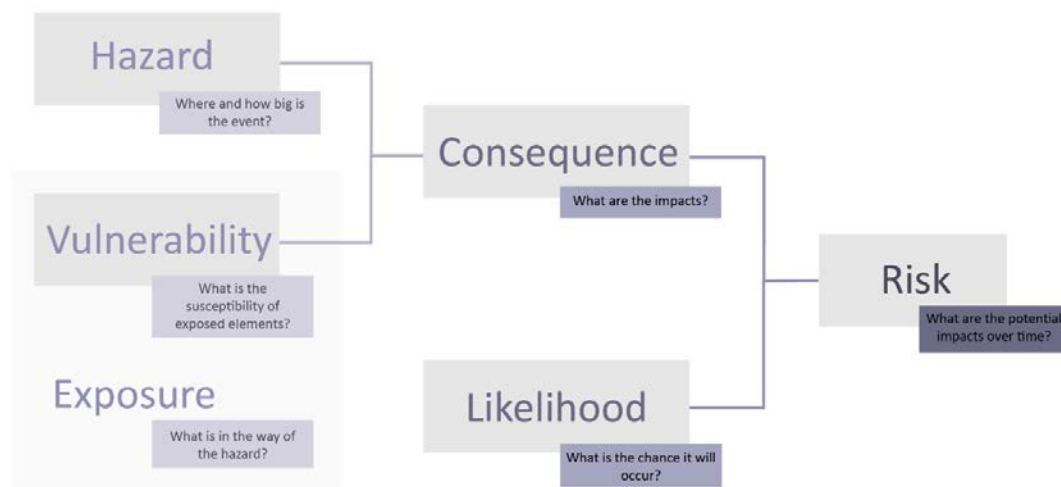 Hazard
Where and how big is
the event?
Vulnerability
What is the
susceptibility of
exposed elements?
Exposure
What is in the way of
the hazard?
Consequence
What are the impacts?
Likelihood
What is the chance it will
occur?
Risk
What are the potential
impacts over time?